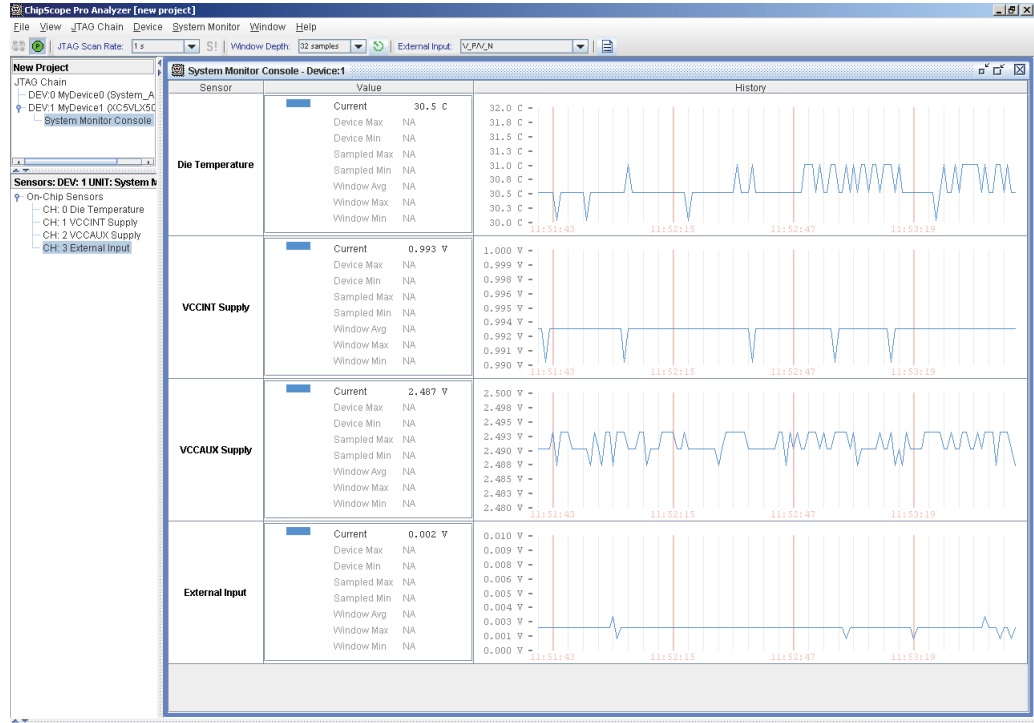 ChipScope Pro Analyzer [new project]
File View JTAG Chain Device System Monitor Window Help
JTAG Scan Rate: 1 s S! Window Depth: 32 samples External Input: V_P/V_N
New Project
JTAG Chain
DEV:0 MyDevice0 (System_A
DEV:1 MyDevice1 (XC5VLX50
System Monitor Console
Sensors: DEV: 1 UNIT: System M
On-Chip Sensors
CH: 0 Die Temperature
CH: 1 VCCINT Supply
CH: 2 VCCAUX Supply
CH: 3 External Input
System Monitor Console - Device:1
Sensor Value History
Die Temperature
Current 30.5 C
Device Max NA
Device Min NA
Sampled Max NA
Sampled Min NA
Window Avg NA
Window Max NA
Window Min NA
32.0 C
31.8 C
31.5 C
31.3 C
31.0 C
30.8 C
30.5 C
30.3 C
30.0 C
11:51:43 11:52:15 11:52:47 11:53:19
VCCINT Supply
Current 0.993 V
Device Max NA
Device Min NA
Sampled Max NA
Sampled Min NA
Window Avg NA
Window Max NA
Window Min NA
1.000 V
0.999 V
0.998 V
0.996 V
0.995 V
0.994 V
0.992 V
0.991 V
0.990 V
11:51:43 11:52:15 11:52:47 11:53:19
VCCAUX Supply
Current 2.487 V
Device Max NA
Device Min NA
Sampled Max NA
Sampled Min NA
Window Avg NA
Window Max NA
Window Min NA
2.500 V
2.498 V
2.495 V
2.493 V
2.490 V
2.488 V
2.485 V
2.483 V
2.480 V
11:51:43 11:52:15 11:52:47 11:53:19
External Input
Current 0.002 V
Device Max NA
Device Min NA
Sampled Max NA
Sampled Min NA
Window Avg NA
Window Max NA
Window Min NA
0.010 V
0.009 V
0.008 V
0.006 V
0.005 V
0.004 V
0.003 V
0.001 V
0.000 V
11:51:43 11:52:15 11:52:47 11:53:19